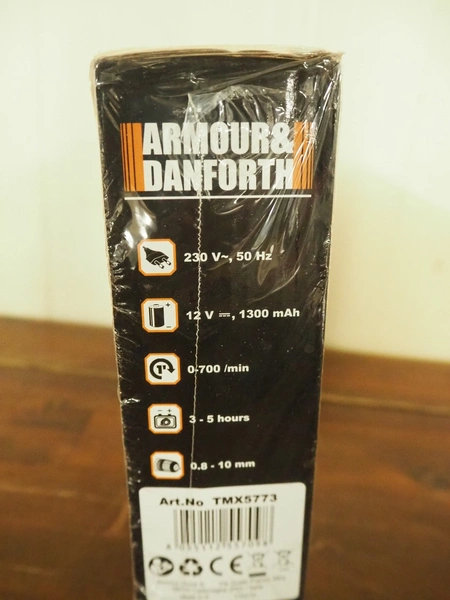 ARMOUR&
DANFORTH
230 V~, 50 Hz
12 V ⎓, 1300 mAh
0-700 /min
3 - 5 hours
0.8 - 10 mm
Art.No TMX5773
CE